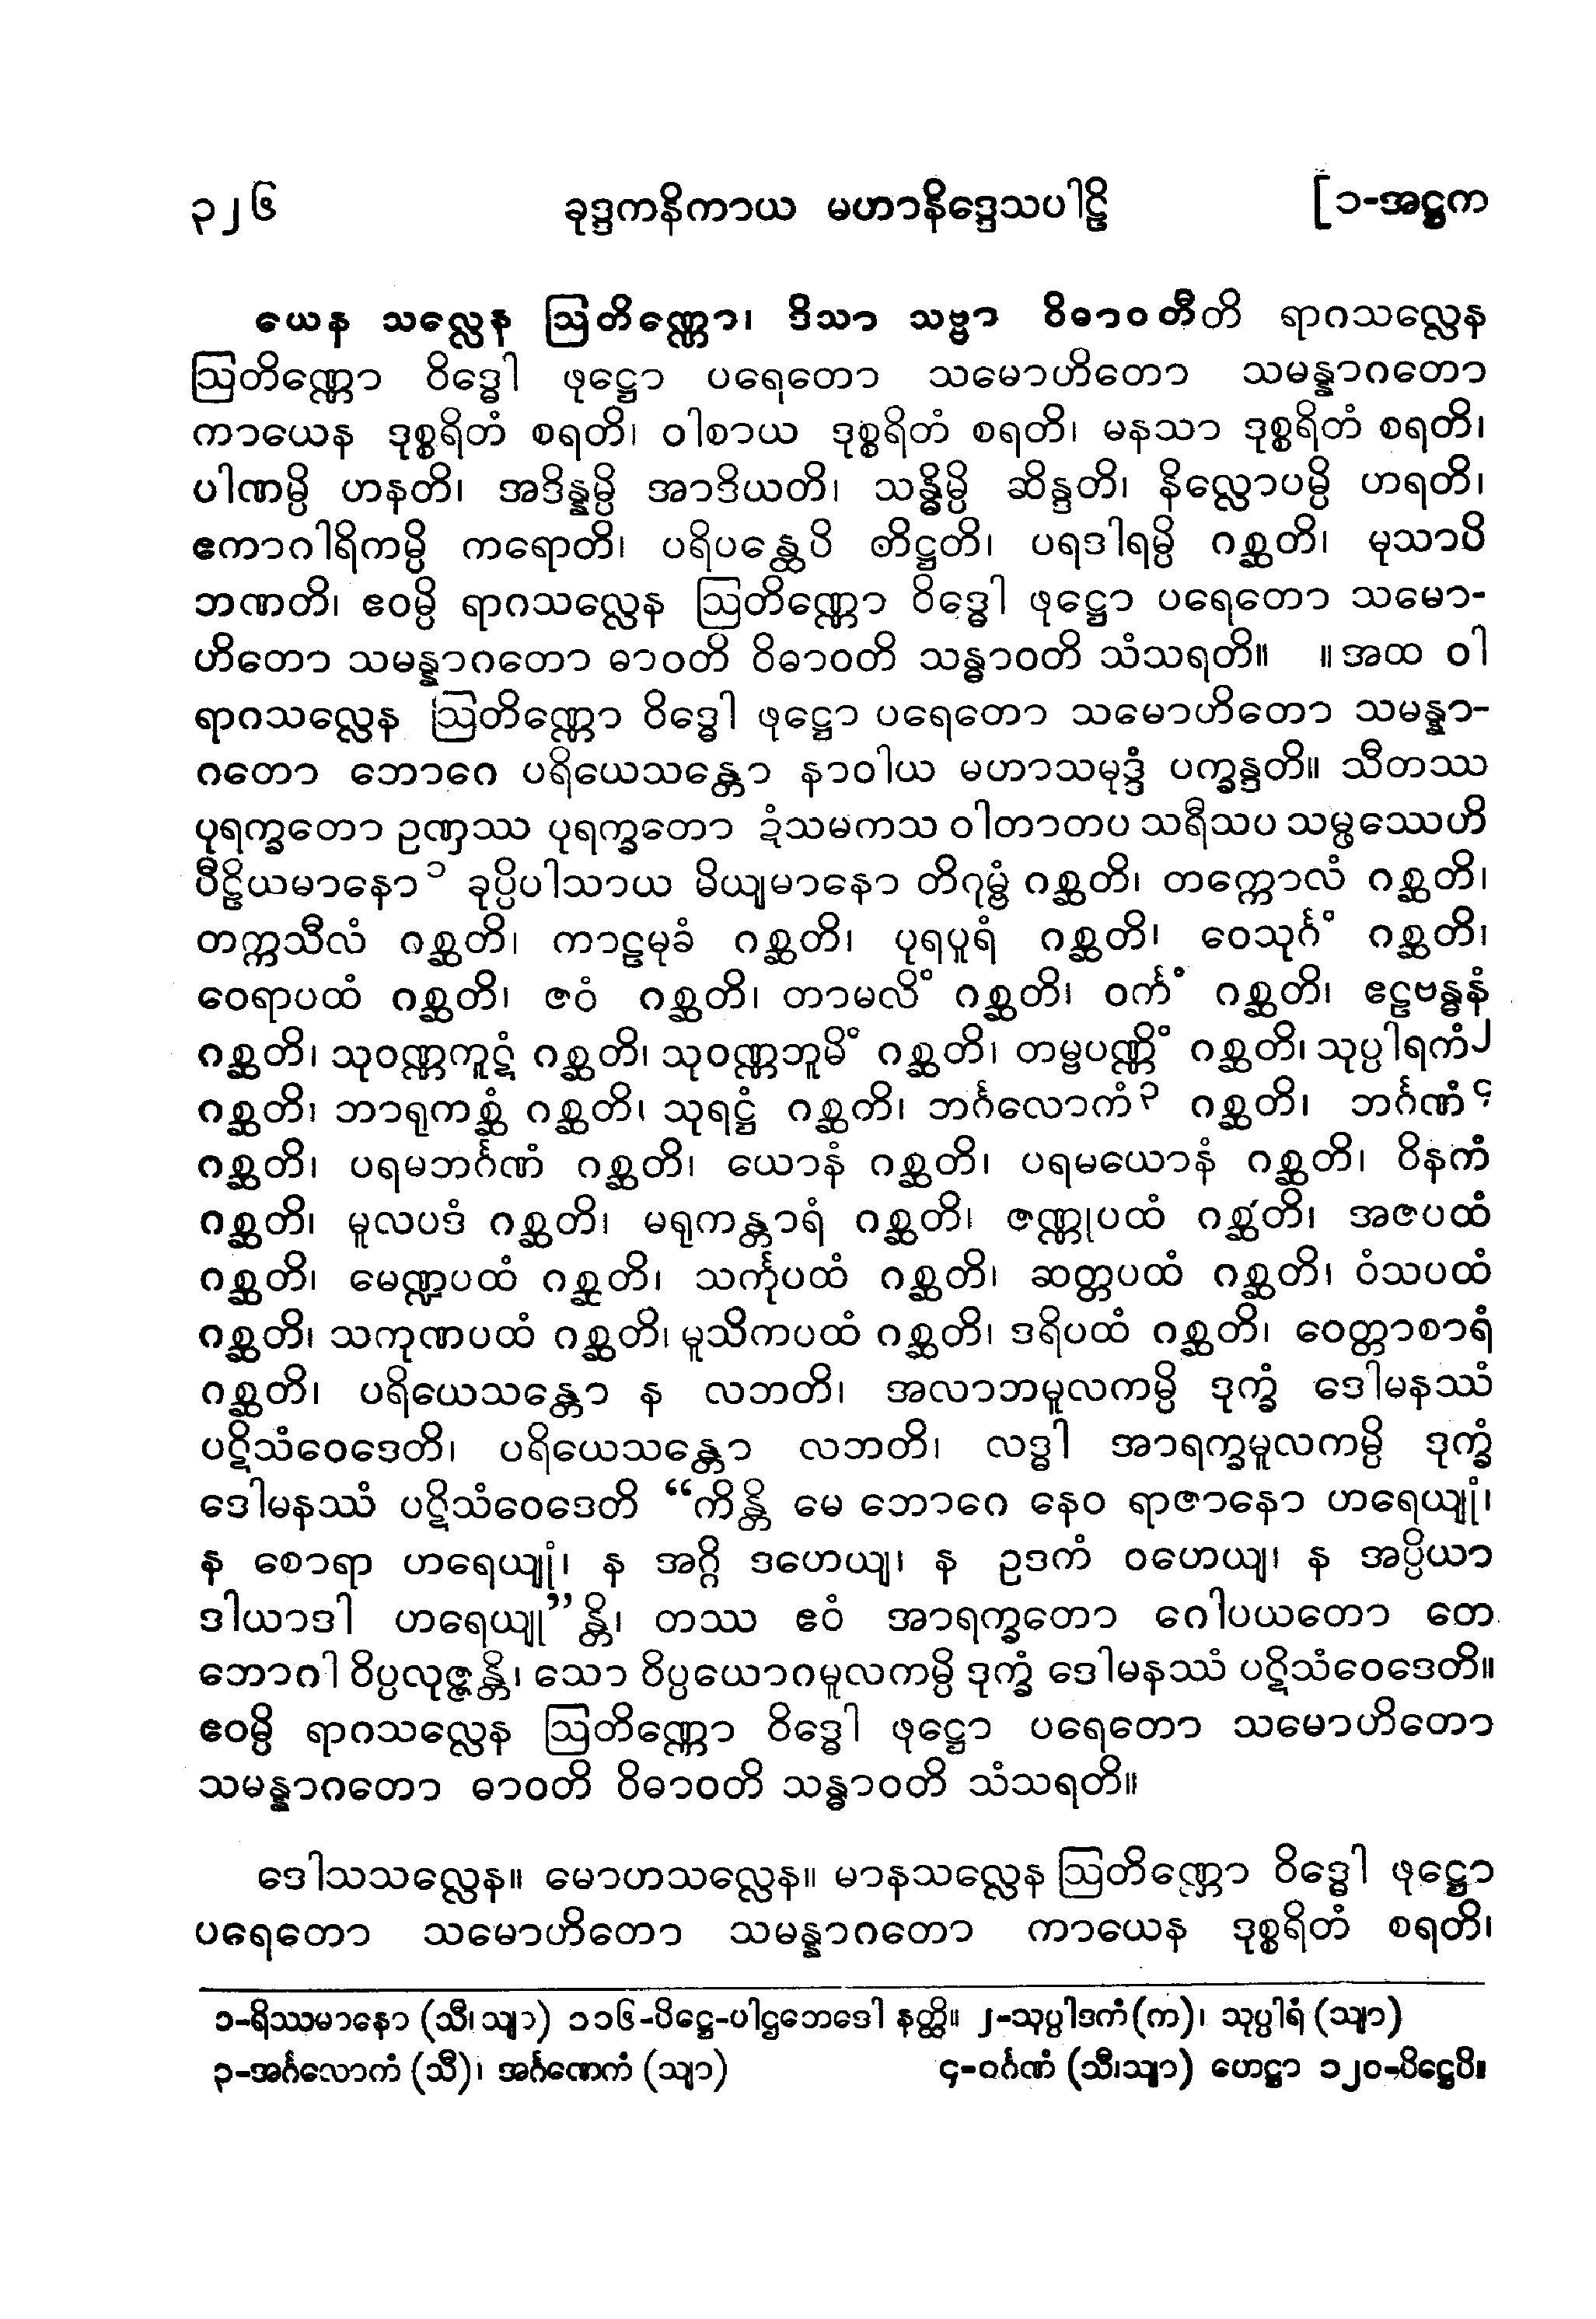 ၃၂၆ ခုဒ္ဒကနိကာယ မဟာနိဒ္ဒေသပါဠိ [၁-အဋ္ဌက
ယေန သလ္လေန ဩတိဏ္ဏော၊ ဒိသာ သဗ္ဗာ ဝိဓာဝတီတိ ရာဂသလ္လေန
ဩတိဏ္ဏော ဝိဒ္ဓေါ ဖုဋ္ဌော ပရေတော သမောဟိတော သမန္နာဂတော
ကာယေန ဒုစ္စရိတံ စရတိ၊ ဝါစာယ ဒုစ္စရိတံ စရတိ၊ မနသာ ဒုစ္စရိတံ စရတိ၊
ပါဏမ္ပိ ဟနတိ၊ အဒိန္နမ္ပိ အာဒိယတိ၊ သန္ဓိမ္ပိ ဆိန္ဒတိ၊ နိလ္လောပမ္ပိ ဟရတိ၊
ဧကာဂါရိကမ္ပိ ကရောတိ၊ ပရိပန္ထေပိ တိဋ္ဌတိ၊ ပရဒါရမ္ပိ ဂစ္ဆတိ၊ မုသာပိ
ဘဏတိ၊ ဧဝမ္ပိ ရာဂသလ္လေန ဩတိဏ္ဏော ဝိဒ္ဓေါ ဖုဋ္ဌော ပရေတော သမော-
ဟိတော သမန္နာဂတော ဓာဝတိ ဝိဓာဝတိ သန္ဓာဝတိ သံသရတိ။ ။အထ ဝါ
ရာဂသလ္လေန ဩတိဏ္ဏော ဝိဒ္ဓေါ ဖုဋ္ဌော ပရေတော သမောဟိတော သမန္နာ-
ဂတော ဘောဂေ ပရိယေသန္တော နာဝါယ မဟာသမုဒ္ဒံ ပက္ခန္ဒတိ။ သီတဿ
ပုရက္ခတော ဥဏှဿ ပုရက္ခတော ဍံသမကသ ဝါတာတပ သရီသပ သမ္ဖဿေဟိ
ပီဠိယမာနော၁ ခုပ္ပိပါသာယ မိယျမာနော တိဂုမ္ဗံ ဂစ္ဆတိ၊ တက္ကောလံ ဂစ္ဆတိ၊
တက္ကသီလံ ဂစ္ဆတိ၊ ကာဠမုခံ ဂစ္ဆတိ၊ ပုရပူရံ ဂစ္ဆတိ၊ ဝေသုင်္ဂံ ဂစ္ဆတိ၊
ဝေရာပထံ ဂစ္ဆတိ၊ ဇဝံ ဂစ္ဆတိ၊ တာမလိံ ဂစ္ဆတိ၊ ဝင်္ကံ ဂစ္ဆတိ၊ ဧဠဗန္ဓနံ
ဂစ္ဆတိ၊ သုဝဏ္ဏကူဋံ ဂစ္ဆတိ၊ သုဝဏ္ဏဘူမိံ ဂစ္ဆတိ၊ တမ္ဗပဏ္ဏိံ ဂစ္ဆတိ၊ သုပ္ပါရကံ၂
ဂစ္ဆတိ၊ ဘာရုကစ္ဆံ ဂစ္ဆတိ၊ သုရဋ္ဌံ ဂစ္ဆတိ၊ ဘင်္ဂလောကံ၃ ဂစ္ဆတိ၊ ဘင်္ဂဏံ၄
ဂစ္ဆတိ၊ ပရမဘင်္ဂဏံ ဂစ္ဆတိ၊ ယောနံ ဂစ္ဆတိ၊ ပရမယောနံ ဂစ္ဆတိ၊ ဝိနကံ
ဂစ္ဆတိ၊ မူလပဒံ ဂစ္ဆတိ၊ မရုကန္တာရံ ဂစ္ဆတိ၊ ဇဏ္ဏုပထံ ဂစ္ဆတိ၊ အဇပထံ
ဂစ္ဆတိ၊ မေဏ္ဍပထံ ဂစ္ဆတိ၊ သင်္ကုပထံ ဂစ္ဆတိ၊ ဆတ္တပထံ ဂစ္ဆတိ၊ ဝံသပထံ
ဂစ္ဆတိ၊ သကုဏပထံ ဂစ္ဆတိ၊ မူသိကပထံ ဂစ္ဆတိ၊ ဒရိပထံ ဂစ္ဆတိ၊ ဝေတ္တာစာရံ
ဂစ္ဆတိ၊ ပရိယေသန္တော န လဘတိ၊ အလာဘမူလကမ္ပိ ဒုက္ခံ ဒေါမနဿံ
ပဋိသံဝေဒေတိ၊ ပရိယေသန္တော လဘတိ၊ လဒ္ဓါ အာရက္ခမူလကမ္ပိ ဒုက္ခံ
ဒေါမနဿံ ပဋိသံဝေဒေတိ “ကိန္တိ မေ ဘောဂေ နေဝ ရာဇာနော ဟရေယျုံ၊
န စောရာ ဟရေယျုံ၊ န အဂ္ဂိ ဒဟေယျ၊ န ဥဒကံ ဝဟေယျ၊ န အပ္ပိယာ
ဒါယာဒါ ဟရေယျု”န္တိ၊ တဿ ဧဝံ အာရက္ခတော ဂေါပယတော တေ
ဘောဂါ ဝိပ္ပလုဇ္ဇန္တိ၊ သော ဝိပ္ပယောဂမူလကမ္ပိ ဒုက္ခံ ဒေါမနဿံ ပဋိသံဝေဒေတိ။
ဧဝမ္ပိ ရာဂသလ္လေန ဩတိဏ္ဏော ဝိဒ္ဓေါ ဖုဋ္ဌော ပရေတော သမောဟိတော
သမန္နာဂတော ဓာဝတိ ဝိဓာဝတိ သန္ဓာဝတိ သံသရတိ။
ဒေါသသလ္လေန။ မောဟသလ္လေန။ မာနသလ္လေန ဩတိဏ္ဏော ဝိဒ္ဓေါ ဖုဋ္ဌော
ပရေတော သမောဟိတော သမန္နာဂတော ကာယေန ဒုစ္စရိတံ စရတိ၊
၁-ရိဿမာနော (သီ၊သျာ) ၁၁၆-ပိဋ္ဌေ-ပါဌဘေဒေါ နတ္ထိ။ ၂-သုပ္ပါဒကံ(က)၊ သုပ္ပါရံ (သျာ)
၃-အင်္ဂလောကံ (သီ)၊ အင်္ဂဏေကံ (သျာ) ၄-ဝင်္ဂဏံ (သီ၊သျာ) ဟေဋ္ဌာ ၁၂၀-ပိဋ္ဌေပိ။